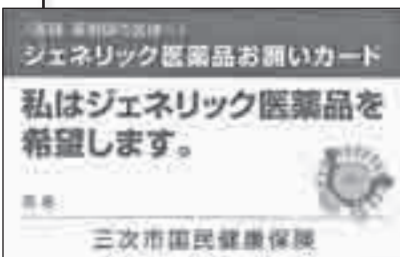 ジェネリック医薬品お願いカード
私はジェネリック医薬品を
希望します。
三次市国民健康保険